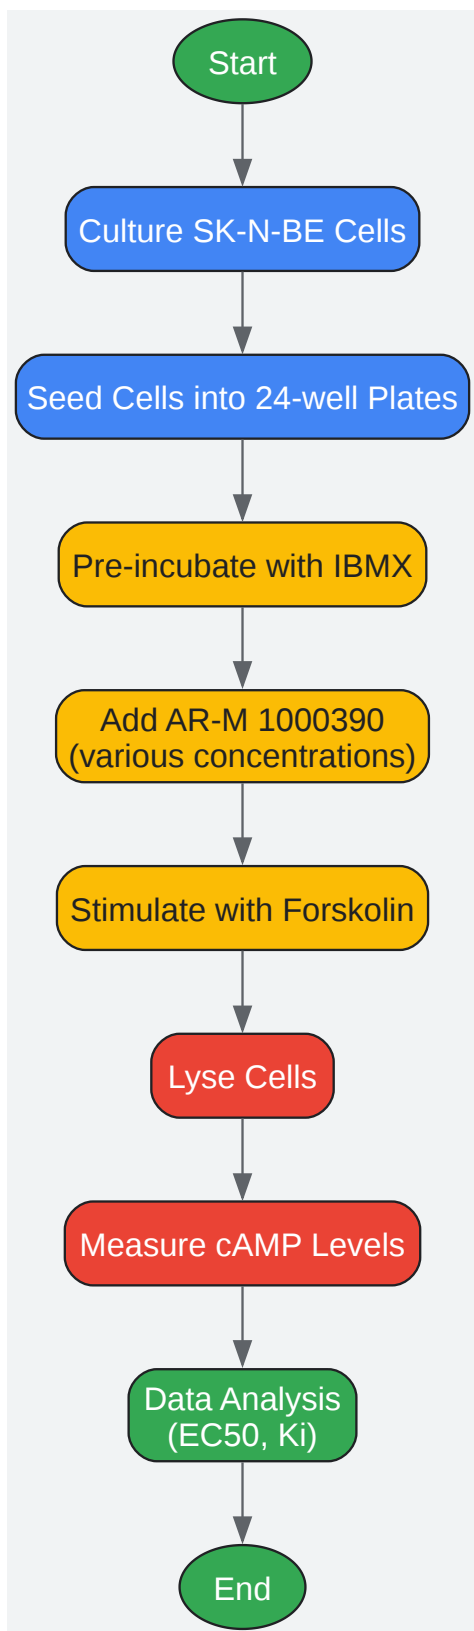 Start
Culture SK-N-BE Cells
Seed Cells into 24-well Plates
Pre-incubate with IBMX
Add AR-M 1000390
(various concentrations)
Stimulate with Forskolin
Lyse Cells
Measure cAMP Levels
Data Analysis
(EC50, Ki)
End